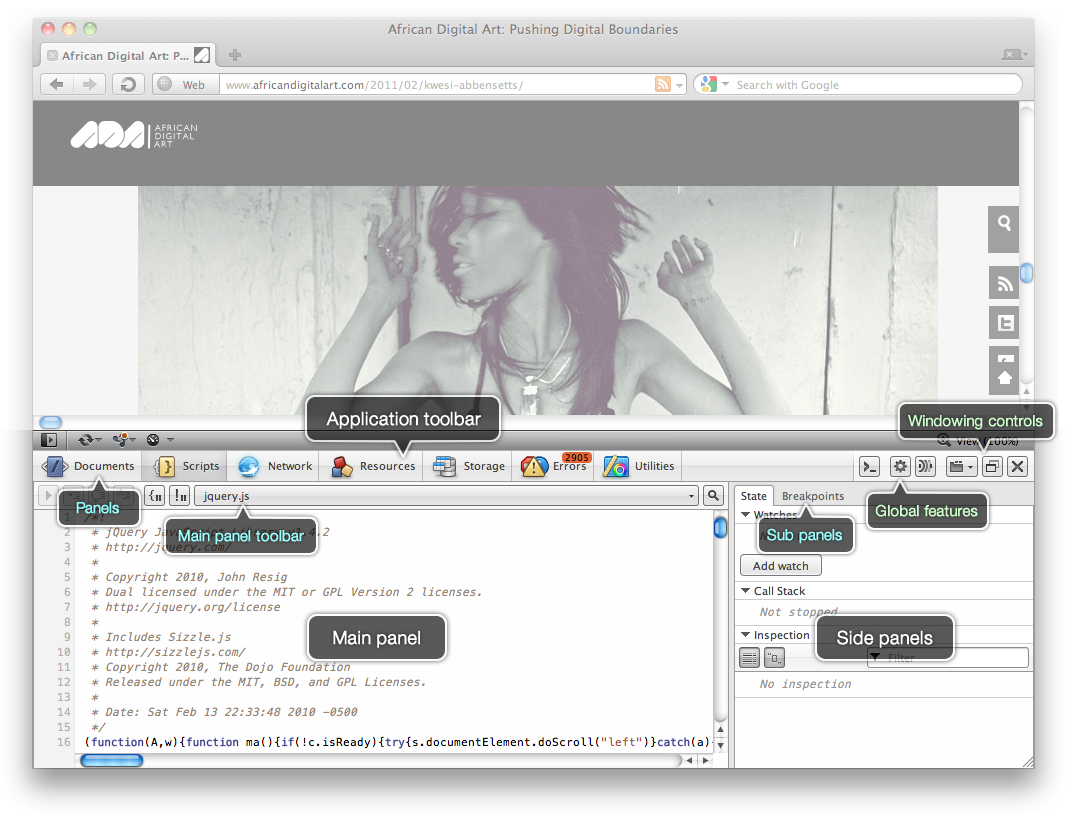 African Digital Art: Pushing Digital Boundaries
African Digital Art: P...
Web
www.africandigitalart.com/2011/02/kwesi-abbensetts/
Search with Google
AFRICAN
DIGITAL
ART
Application toolbar
Windowing controls
View (100%)
Documents
Scripts
Network
Resources
Storage
Errors
2905
Utilities
Panels
Main panel toolbar
jquery.js
State
Breakpoints
Global features
Sub panels
Watches
Add watch
Call Stack
Not stopped
Inspection
Side panels
Filter
No inspection
Main panel
1 /*!
2 * jQuery JavaScript Library v1.4.2
3 * http://jquery.com/
4 *
5 * Copyright 2010, John Resig
6 * Dual licensed under the MIT or GPL Version 2 licenses.
7 * http://jquery.org/license
8 *
9 * Includes Sizzle.js
10 * http://sizzlejs.com/
11 * Copyright 2010, The Dojo Foundation
12 * Released under the MIT, BSD, and GPL Licenses.
13 *
14 * Date: Sat Feb 13 22:33:48 2010 -0500
15 */
16 (function(A,w){function ma(){if(!c.isReady){try{s.documentElement.doScroll("left")}catch(a)